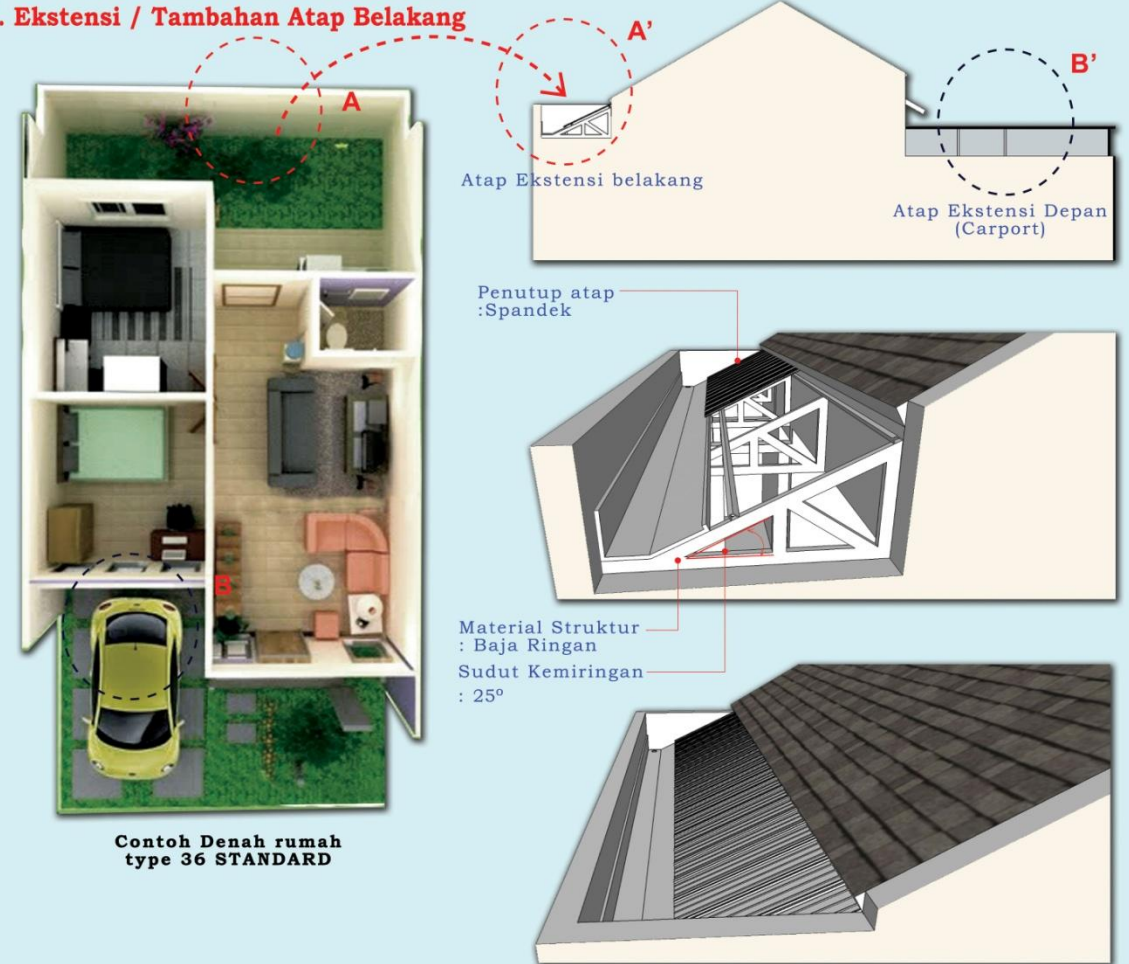 . Ekstensi / Tambahan Atap Belakang
A
A'
B'
Atap Ekstensi belakang
Atap Ekstensi Depan
(Carport)
Penutup atap
:Spandek
B
Material Struktur
: Baja Ringan
Sudut Kemiringan
: 25º
Contoh Denah rumah
type 36 STANDARD